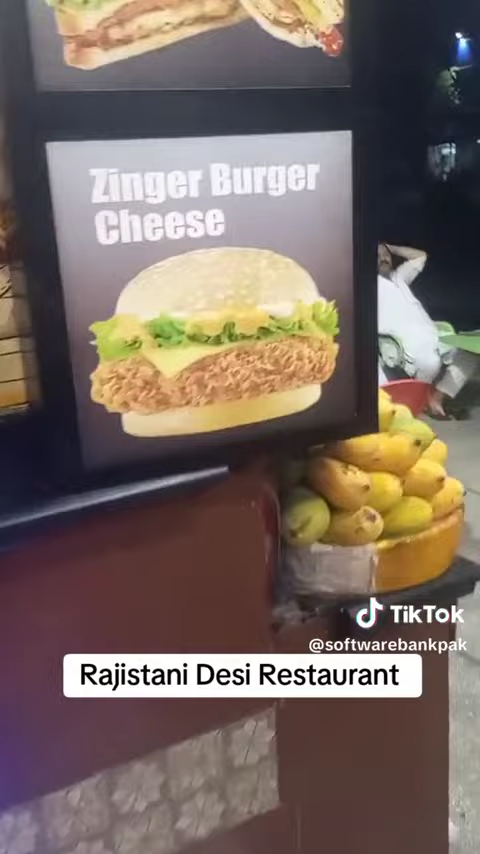 Zinger Burger
Cheese
TikTok
@softwarebankpak
Rajistani Desi Restaurant